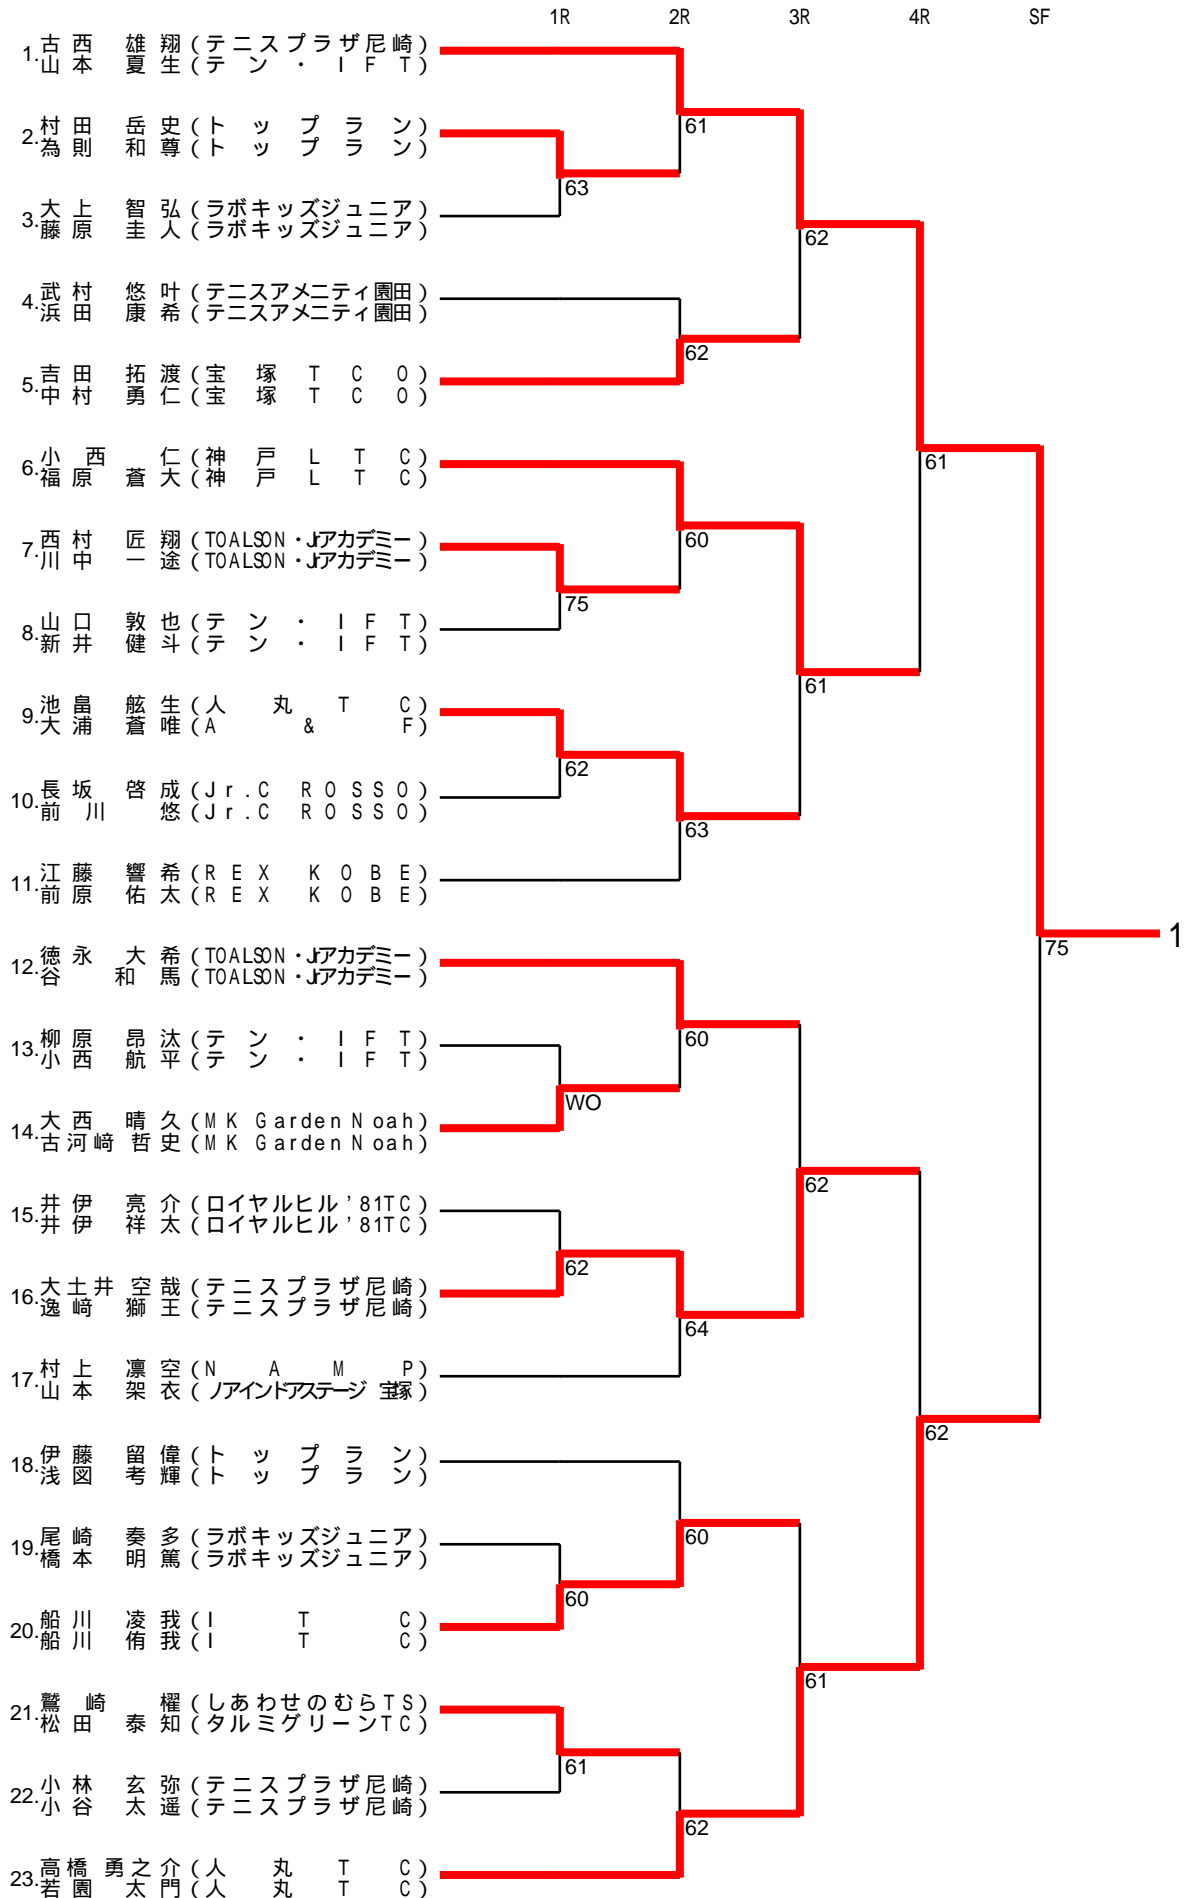 1R 2R 3R 4R SF
1. 古西 雄翔 (テニスプラザ尼崎)
山本 夏生 (テン・IFT)
61
2. 村田 岳史 (トップラン)
為則 和尊 (トップラン)
63
3. 大上 智弘 (ラボキッズジュニア)
藤原 圭人 (ラボキッズジュニア)
62
4. 武村 悠叶 (テニスアメニティ園田)
浜田 康希 (テニスアメニティ園田)
62
5. 吉田 拓渡 (宝塚TCO)
中村 勇仁 (宝塚TCO)
6. 小西 仁 (神戸LTC)
福原 蒼大 (神戸LTC)
61
7. 西村 匠翔 (TOALSON・Jrアカデミー)
川中 一途 (TOALSON・Jrアカデミー)
60
75
8. 山口 敦也 (テン・IFT)
新井 健斗 (テン・IFT)
61
9. 池畠 舷生 (人丸TC)
大浦 蒼唯 (A&F)
62
10. 長坂 啓成 (Jr.C ROSSO)
前川 悠 (Jr.C ROSSO)
63
11. 江藤 響希 (REX KOBE)
前原 佑太 (REX KOBE)
1
75
12. 徳永 大希 (TOALSON・Jrアカデミー)
谷 和馬 (TOALSON・Jrアカデミー)
60
13. 柳原 昂汰 (テン・IFT)
小西 航平 (テン・IFT)
WO
14. 大西 晴久 (MK Garden Noah)
古河﨑 哲史 (MK Garden Noah)
62
15. 井伊 亮介 (ロイヤルヒル'81TC)
井伊 祥太 (ロイヤルヒル'81TC)
62
16. 大土井 空哉 (テニスプラザ尼崎)
逸﨑 獅王 (テニスプラザ尼崎)
64
17. 村上 凛空 (NAMP)
山本 架衣 (ノアインドアステージ宝塚)
62
18. 伊藤 留偉 (トップラン)
浅図 考輝 (トップラン)
60
19. 尾崎 奏多 (ラボキッズジュニア)
橋本 明篤 (ラボキッズジュニア)
60
20. 船川 凌我 (ITC)
船川 侑我 (ITC)
61
21. 鷲崎 櫂 (しあわせのむらTS)
松田 泰知 (タルミグリーンTC)
61
22. 小林 玄弥 (テニスプラザ尼崎)
小谷 太遥 (テニスプラザ尼崎)
62
23. 高橋 勇之介 (人丸TC)
若園 太門 (人丸TC)